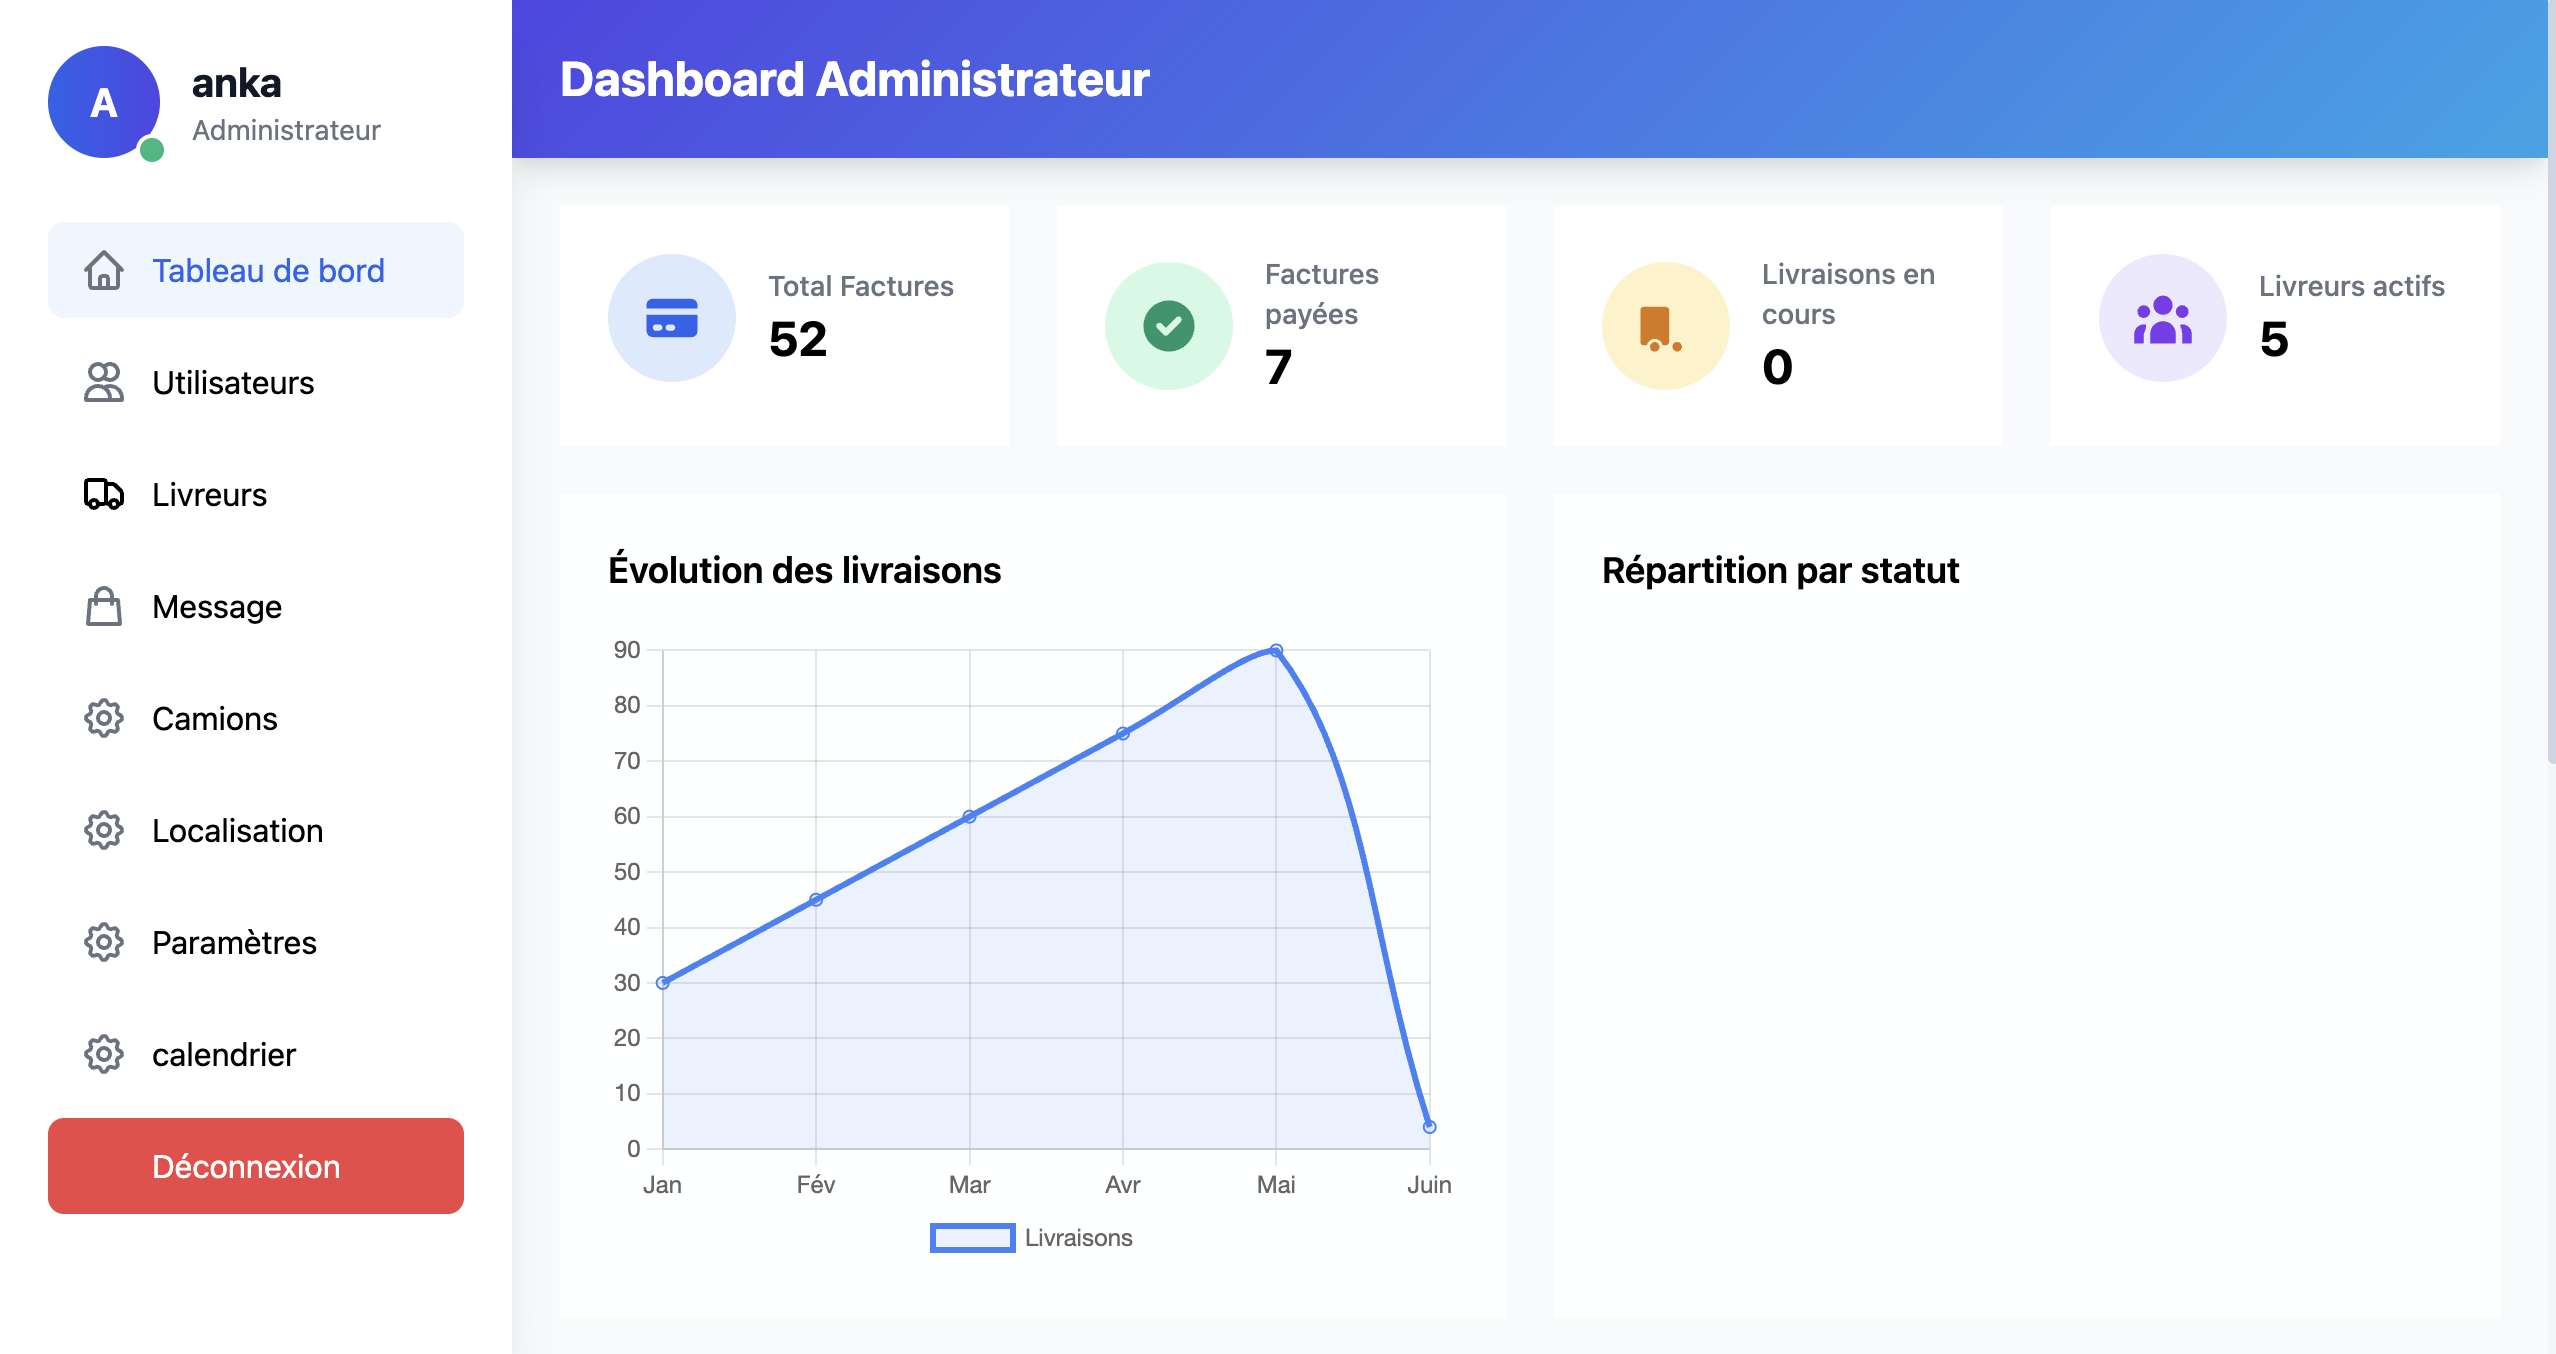 A
anka
Administrateur
Tableau de bord
Utilisateurs
Livreurs
Message
Camions
Localisation
Paramètres
calendrier
Déconnexion
Dashboard Administrateur
Total Factures
52
Factures
payées
7
Livraisons en
cours
0
Livreurs actifs
5
Évolution des livraisons
90
80
70
60
50
40
30
20
10
0
Jan Fév Mar Avr Mai Juin
Livraisons
Répartition par statut